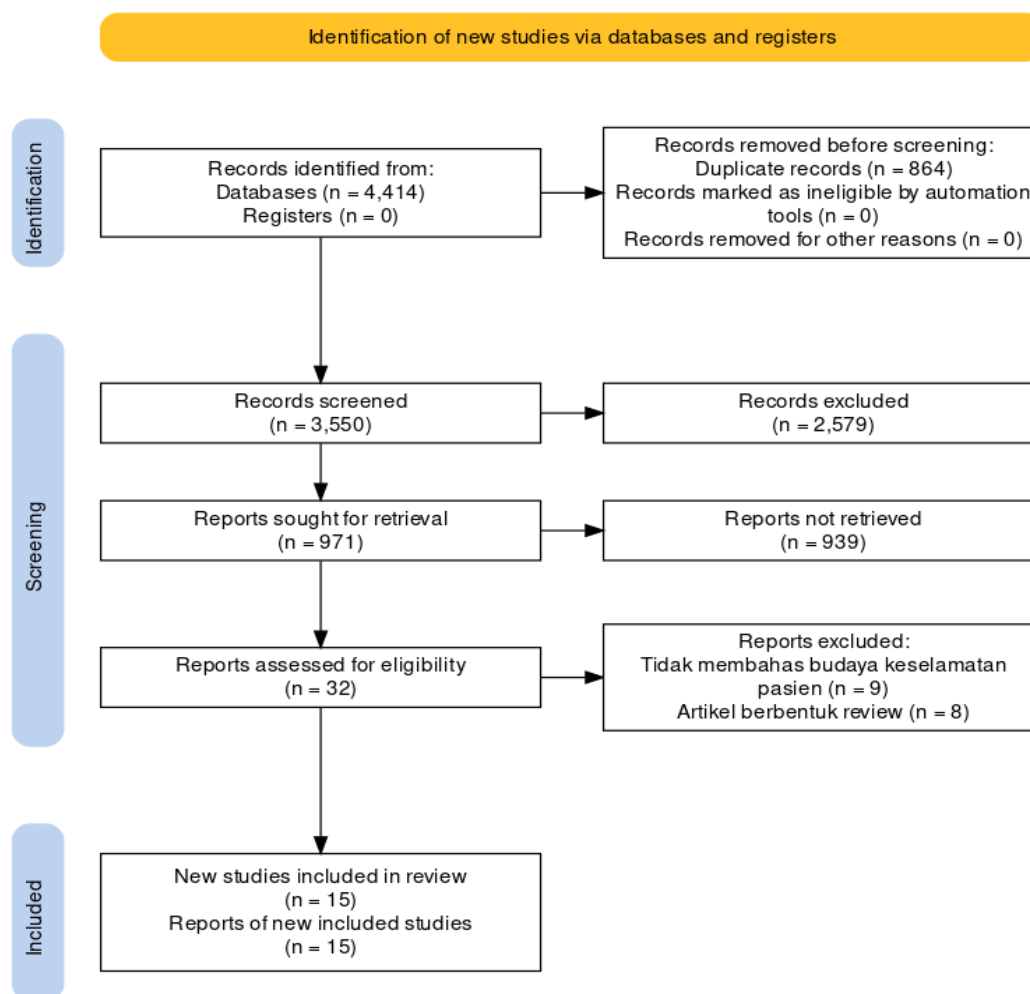 Identification of new studies via databases and registers
Identification
Records identified from:
Databases (n = 4,414)
Registers (n = 0)
Records removed before screening:
Duplicate records (n = 864)
Records marked as ineligible by automation
tools (n = 0)
Records removed for other reasons (n = 0)
Screening
Records screened
(n = 3,550)
Records excluded
(n = 2,579)
Reports sought for retrieval
(n = 971)
Reports not retrieved
(n = 939)
Reports assessed for eligibility
(n = 32)
Reports excluded:
Tidak membahas budaya keselamatan
pasien (n = 9)
Artikel berbentuk review (n = 8)
Included
New studies included in review
(n = 15)
Reports of new included studies
(n = 15)